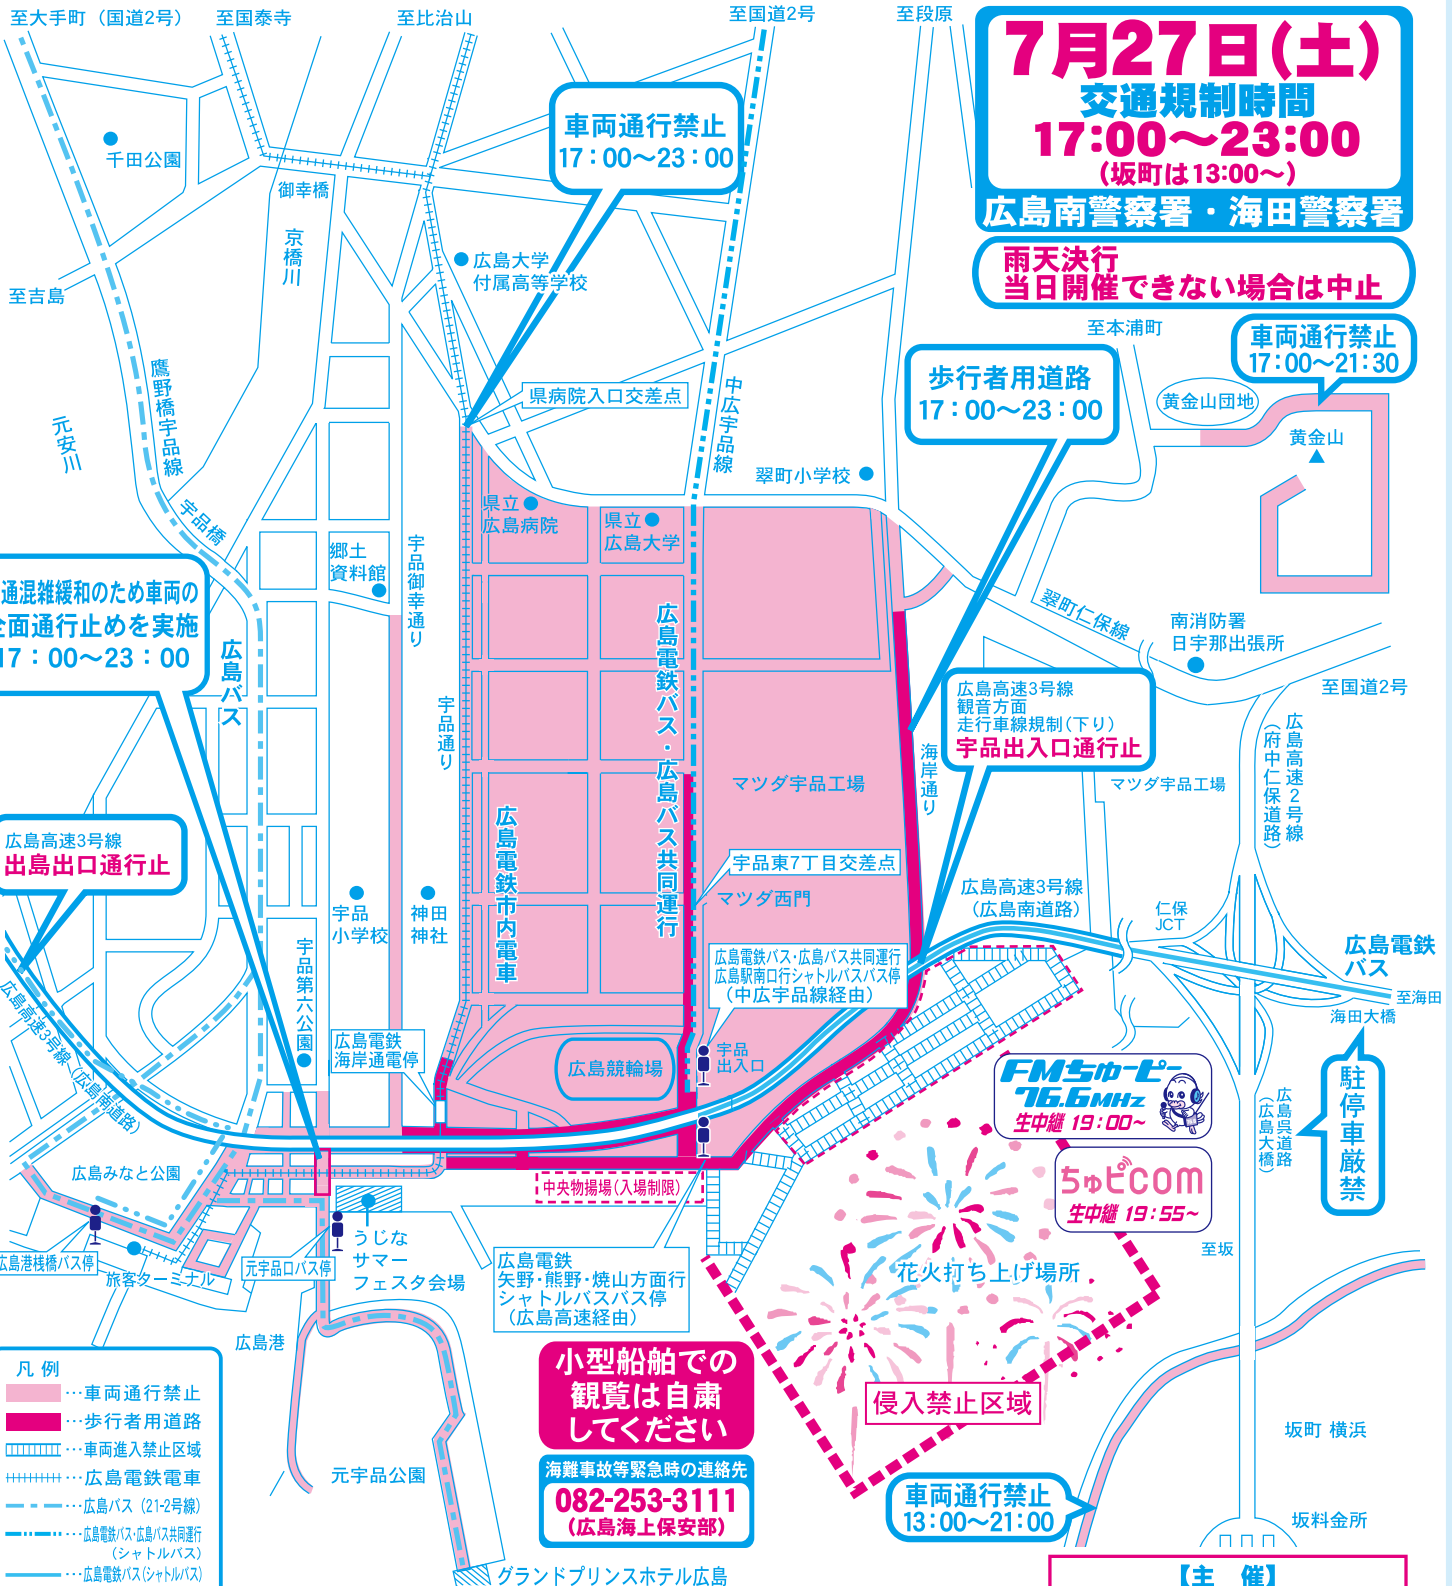 至大手町（国道2号）
至国泰寺
至比治山
至国道2号
至段原
7月27日(土)
交通規制時間
17:00〜23:00
(坂町は13:00〜)
広島南警察署・海田警察署
雨天決行
当日開催できない場合は中止
車両通行禁止
17：00〜23：00
千田公園
御幸橋
京橋川
広島大学
付属高等学校
至吉島
鷹野橋宇品線
元安川
宇品橋
県病院入口交差点
中広宇品線
歩行者用道路
17：00〜23：00
至本浦町
車両通行禁止
17:00〜21:30
黄金山団地
黄金山
翠町小学校
県立
広島病院
県立
広島大学
郷土
資料館
宇品御幸通り
通混雑緩和のため車両の
全面通行止めを実施
17：00〜23：00
広島バス
宇品通り
広島電鉄バス・広島バス共同運行
翠町仁保線
南消防署
日宇那出張所
至国道2号
広島高速3号線
観音方面
走行車線規制(下り)
宇品出入口通行止
海岸通り
マツダ宇品工場
マツダ宇品工場
広島高速2号線
（府中仁保道路）
広島高速3号線
出島出口通行止
広島電鉄市内電車
宇品東7丁目交差点
マツダ西門
広島高速3号線
（広島南道路）
仁保
JCT
広島電鉄
バス
至海田
海田大橋
宇品
小学校
神田
神社
宇品第六公園
広島電鉄バス・広島バス共同運行
広島駅南口行シャトルバスバス停
（中広宇品線経由）
広島高速3号線（広島南道路）
広島電鉄
海岸通電停
広島競輪場
宇品
出入口
FMちゅーピー
76.6MHz
生中継 19:00~
ちゅピCOM
生中継 19:55~
駐停車厳禁
広島呉道路
（広島大橋）
広島みなと公園
中央物揚場(入場制限)
広島港桟橋バス停
旅客ターミナル
元宇品口バス停
うじな
サマー
フェスタ会場
広島電鉄
矢野・熊野・焼山方面行
シャトルバスバス停
（広島高速経由）
至坂
花火打ち上げ場所
広島港
小型船舶での
観覧は自粛
してください
侵入禁止区域
海難事故等緊急時の連絡先
082-253-3111
(広島海上保安部)
車両通行禁止
13:00〜21:00
坂町 横浜
坂料金所
元宇品公園
グランドプリンスホテル広島
凡 例
…車両通行禁止
…歩行者用道路
…車両進入禁止区域
…広島電鉄電車
…広島バス（21-2号線）
…広島電鉄バス・広島バス共同運行
（シャトルバス）
…広島電鉄バス(シャトルバス)
【主 催】